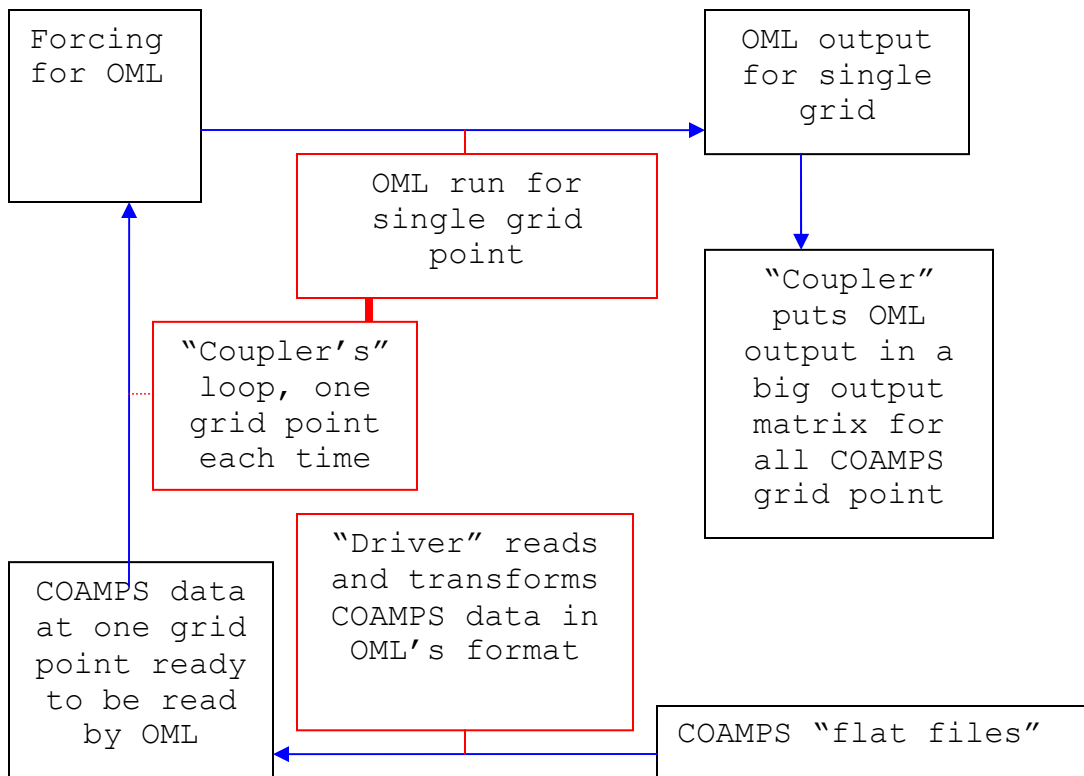 Forcing
for OML
OML output
for single
grid
OML run for
single grid
point
“Coupler”
puts OML
output in a
big output
matrix for
all COAMPS
grid point
“Coupler’s”
loop, one
grid point
each time
“Driver” reads
and transforms
COAMPS data in
OML’s format
COAMPS data
at one grid
point ready
to be read
by OML
COAMPS “flat files”